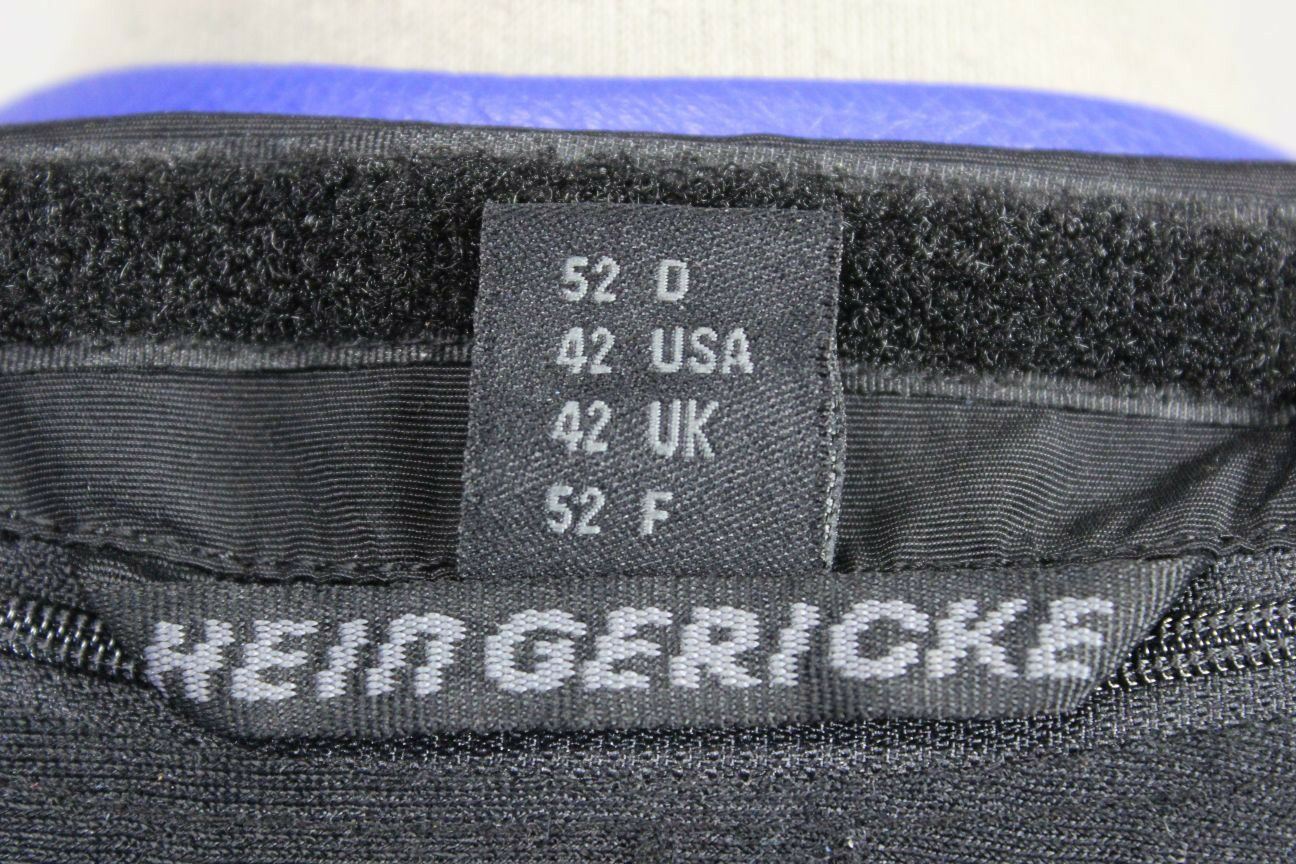 52 D
42 USA
42 UK
52 F
HEIN GERICKE